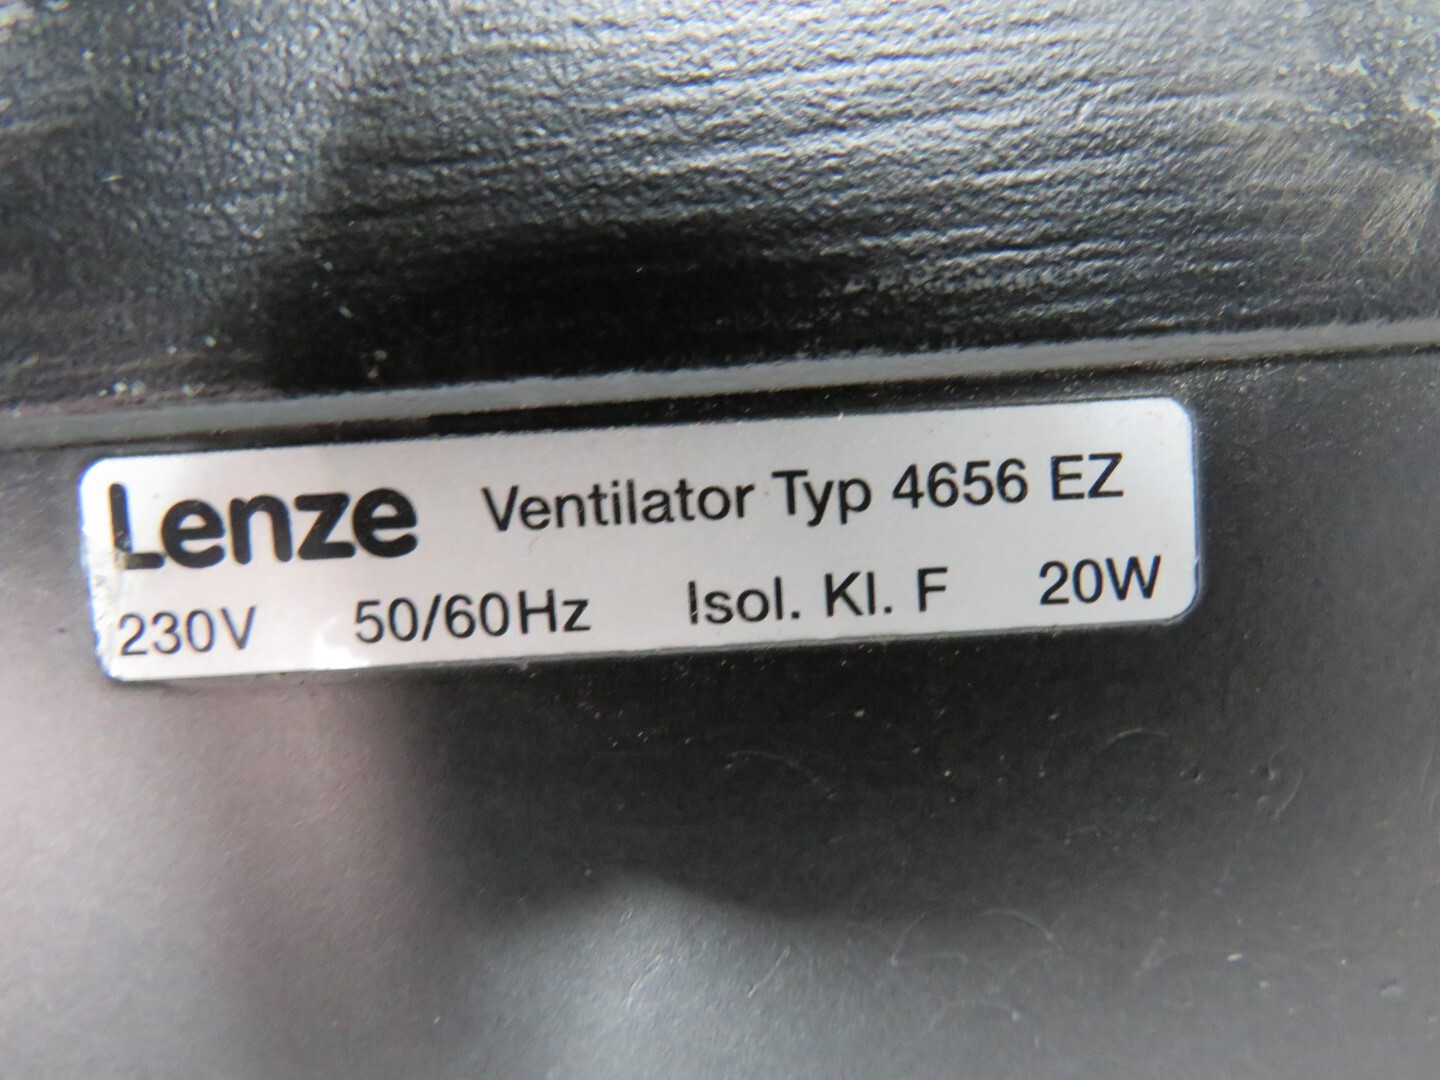 Lenze Ventilator Typ 4656 EZ
230V 50/60Hz Isol. Kl. F 20W